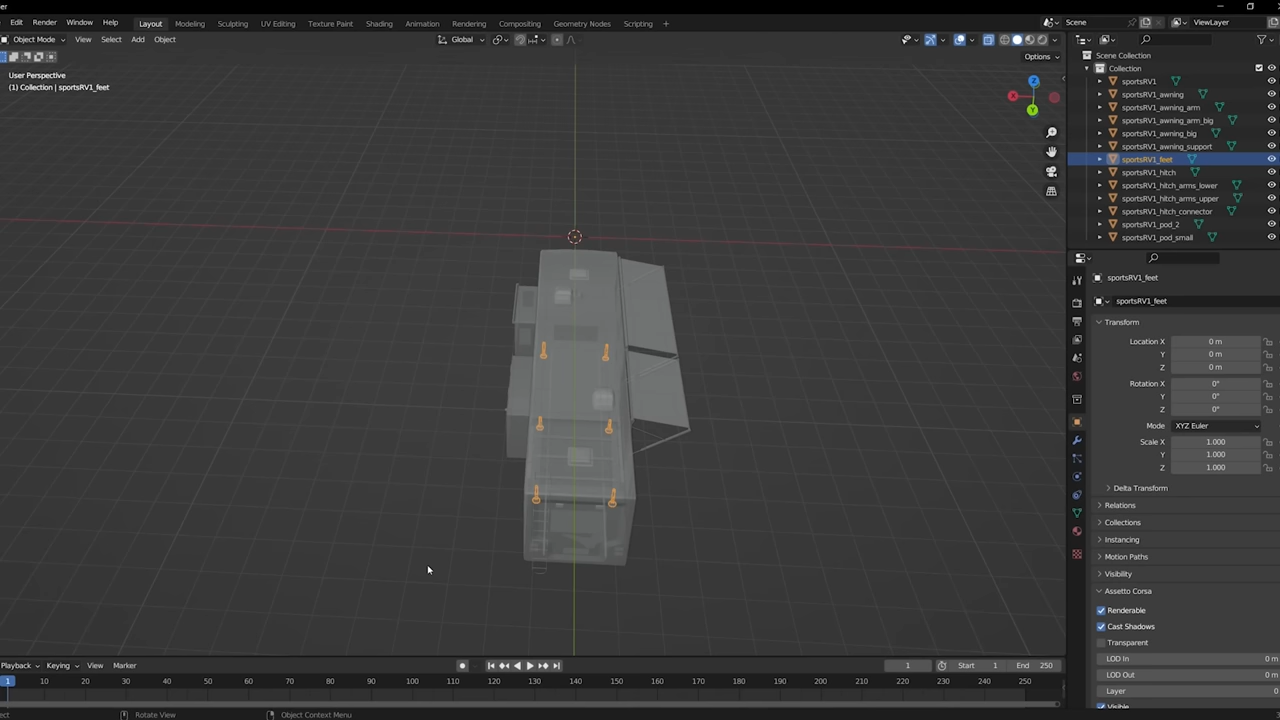 Edit Render Window Help Layout Modeling Sculpting UV Editing Texture Paint Shading Animation Rendering Compositing Geometry Nodes Scripting + Scene ViewLayer
Object Mode View Select Add Object Global
Options
User Perspective
(1) Collection | sportsRV1_feet
Z
X
Y
Scene Collection
Collection
sportsRV1
sportsRV1_awning
sportsRV1_awning_arm
sportsRV1_awning_arm_big
sportsRV1_awning_big
sportsRV1_awning_support
sportsRV1_feet
sportsRV1_hitch
sportsRV1_hitch_arms_lower
sportsRV1_hitch_arms_upper
sportsRV1_hitch_connector
sportsRV1_pod_2
sportsRV1_pod_small
sportsRV1_feet
sportsRV1_feet
Transform
Location X 0 m
Y 0 m
Z 0 m
Rotation X 0°
Y 0°
Z 0°
Mode XYZ Euler
Scale X 1.000
Y 1.000
Z 1.000
Delta Transform
Relations
Collections
Instancing
Motion Paths
Visibility
Assetto Corsa
Renderable
Cast Shadows
Transparent
LOD In 0 m
LOD Out 0 m
Layer 0
Visible
Playback Keying View Marker 1 Start 1 End 250
1 10 20 30 40 50 60 70 80 90 100 110 120 130 140 150 160 170 180 190 200 210 220 230 240 250
Rotate View Object Context Menu